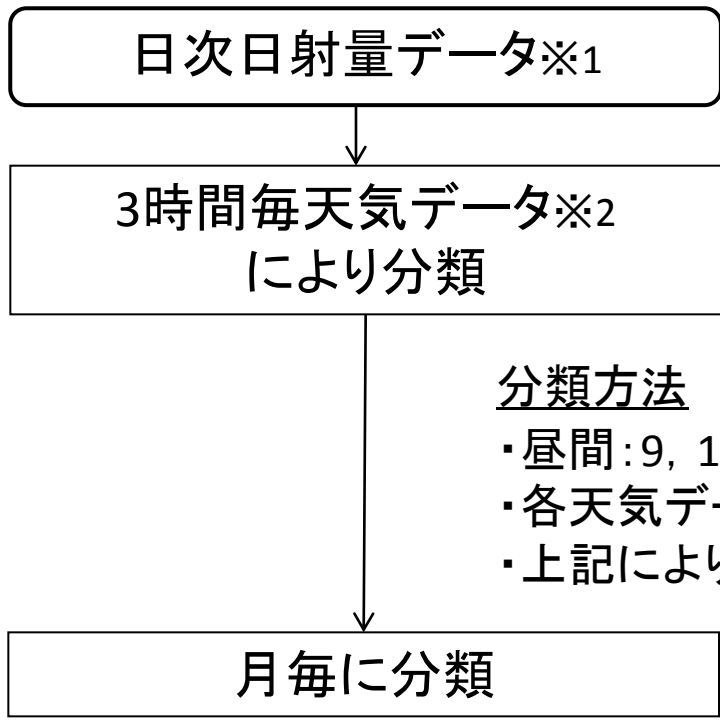 日次日射量データ※1
3時間毎天気データ※2
により分類
分類方法
・昼間:9, 1
・各天気デー
・上記により
月毎に分類